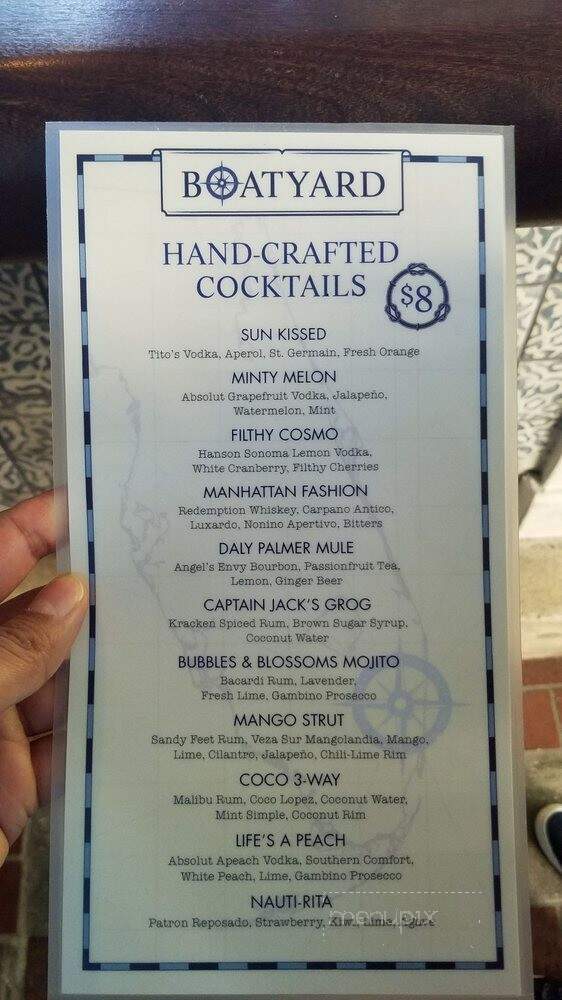 BOATYARD
HAND-CRAFTED
COCKTAILS
$8
SUN KISSED
Tito's Vodka, Aperol, St. Germain, Fresh Orange
MINTY MELON
Absolut Grapefruit Vodka, Jalapeño,
Watermelon, Mint
FILTHY COSMO
Hanson Sonoma Lemon Vodka,
White Cranberry, Filthy Cherries
MANHATTAN FASHION
Redemption Whiskey, Carpano Antico,
Luxardo, Nonino Apertivo, Bitters
DALY PALMER MULE
Angel's Envy Bourbon, Passionfruit Tea,
Lemon, Ginger Beer
CAPTAIN JACK'S GROG
Kracken Spiced Rum, Brown Sugar Syrup,
Coconut Water
BUBBLES & BLOSSOMS MOJITO
Bacardi Rum, Lavender,
Fresh Lime, Gambino Prosecco
MANGO STRUT
Sandy Feet Rum, Veza Sur Mangolandia, Mango,
Lime, Cilantro, Jalapeño, Chili-Lime Rim
COCO 3-WAY
Malibu Rum, Coco Lopez, Coconut Water,
Mint Simple, Coconut Rim
LIFE'S A PEACH
Absolut Apeach Vodka, Southern Comfort,
White Peach, Lime, Gambino Prosecco
NAUTI-RITA
Patron Reposado, Strawberry, Kiwi, Lime,
menupix